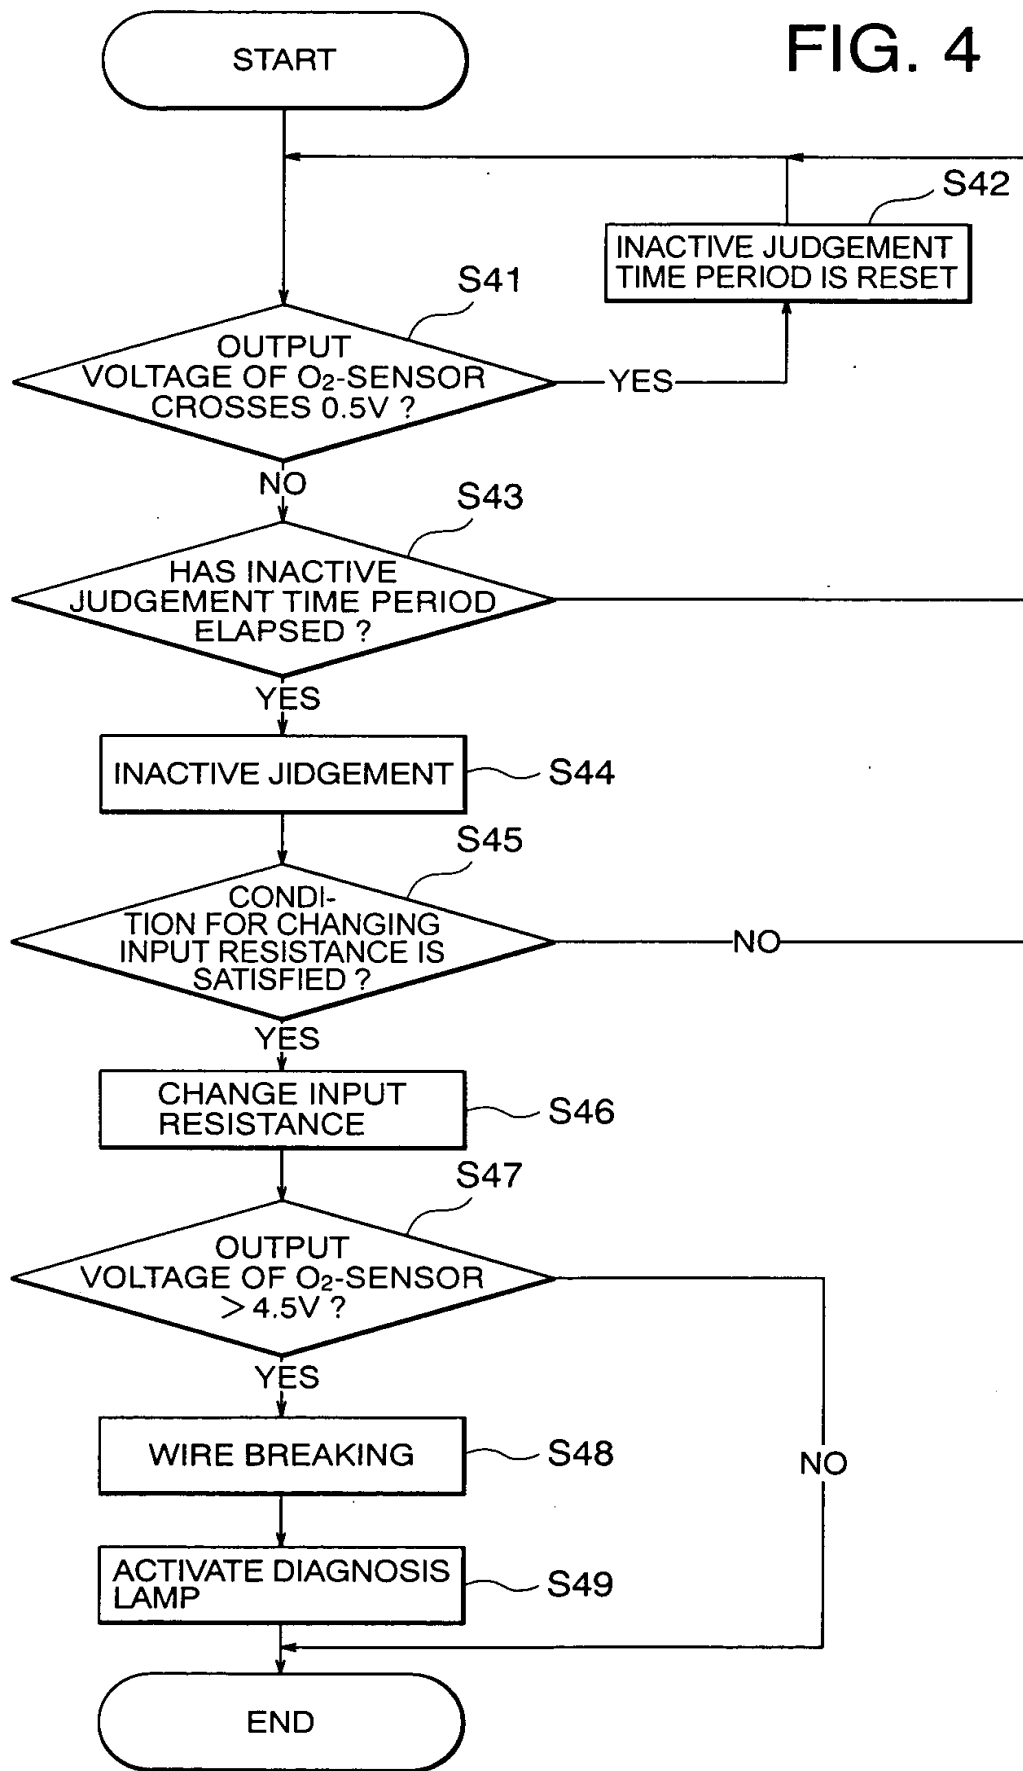 FIG. 4
START
S42
INACTIVE JUDGEMENT
TIME PERIOD IS RESET
S41
OUTPUT
VOLTAGE OF O₂-SENSOR
CROSSES 0.5V ?
YES
NO
S43
HAS INACTIVE
JUDGEMENT TIME PERIOD
ELAPSED ?
YES
INACTIVE JIDGEMENT
S44
S45
CONDI-
TION FOR CHANGING
INPUT RESISTANCE IS
SATISFIED ?
NO
YES
CHANGE INPUT
RESISTANCE
S46
S47
OUTPUT
VOLTAGE OF O₂-SENSOR
> 4.5V ?
YES
WIRE BREAKING
S48
NO
ACTIVATE DIAGNOSIS
LAMP
S49
END